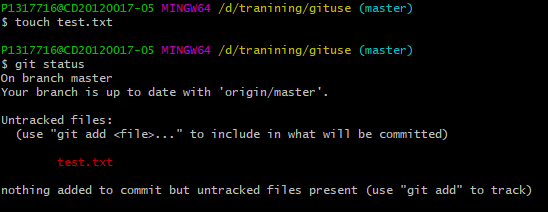 P1317716@CD20120017-05 MINGW64 /d/tranining/gituse (master)
$ touch test.txt
P1317716@CD20120017-05 MINGW64 /d/tranining/gituse (master)
$ git status
On branch master
Your branch is up to date with 'origin/master'.
Untracked files:
  (use "git add <file>..." to include in what will be committed)
        test.txt
nothing added to commit but untracked files present (use "git add" to track)